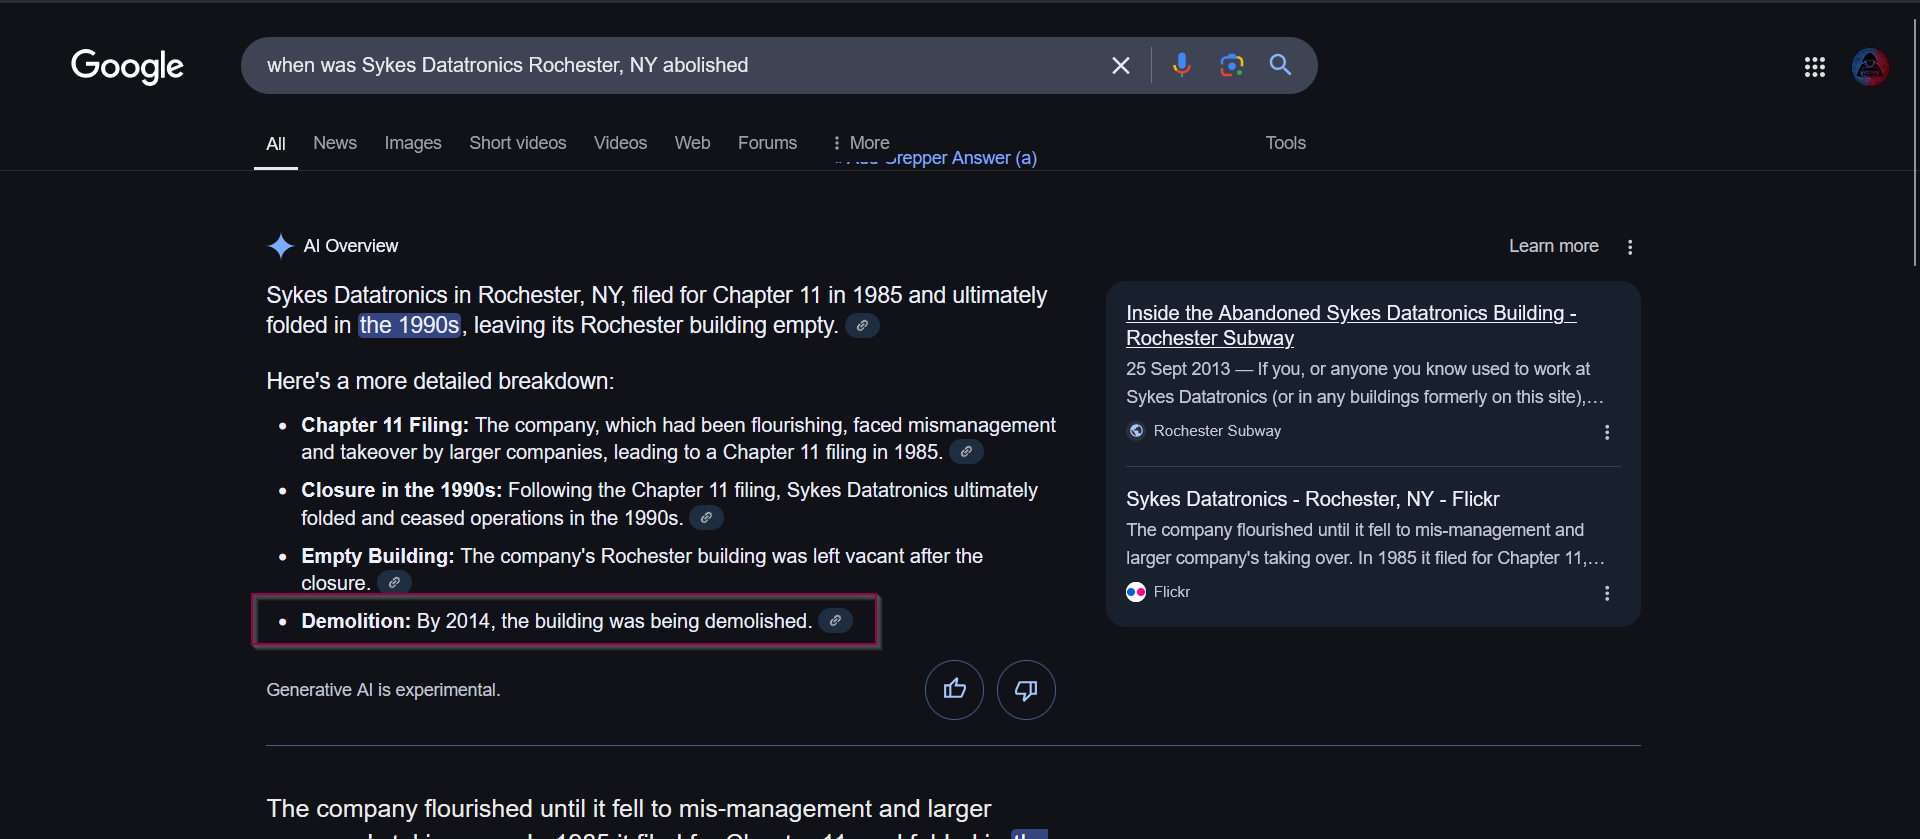 Google
when was Sykes Datatronics Rochester, NY abolished
All
News
Images
Short videos
Videos
Web
Forums
More
Tools
Grepper Answer (a)
AI Overview
Learn more
Sykes Datatronics in Rochester, NY, filed for Chapter 11 in 1985 and ultimately
folded in the 1990s, leaving its Rochester building empty.
Here's a more detailed breakdown:
• Chapter 11 Filing: The company, which had been flourishing, faced mismanagement
and takeover by larger companies, leading to a Chapter 11 filing in 1985.
• Closure in the 1990s: Following the Chapter 11 filing, Sykes Datatronics ultimately
folded and ceased operations in the 1990s.
• Empty Building: The company's Rochester building was left vacant after the
closure.
• Demolition: By 2014, the building was being demolished.
Generative AI is experimental.
Inside the Abandoned Sykes Datatronics Building -
Rochester Subway
25 Sept 2013 — If you, or anyone you know used to work at
Sykes Datatronics (or in any buildings formerly on this site),…
Rochester Subway
Sykes Datatronics - Rochester, NY - Flickr
The company flourished until it fell to mis-management and
larger company's taking over. In 1985 it filed for Chapter 11,…
Flickr
The company flourished until it fell to mis-management and larger